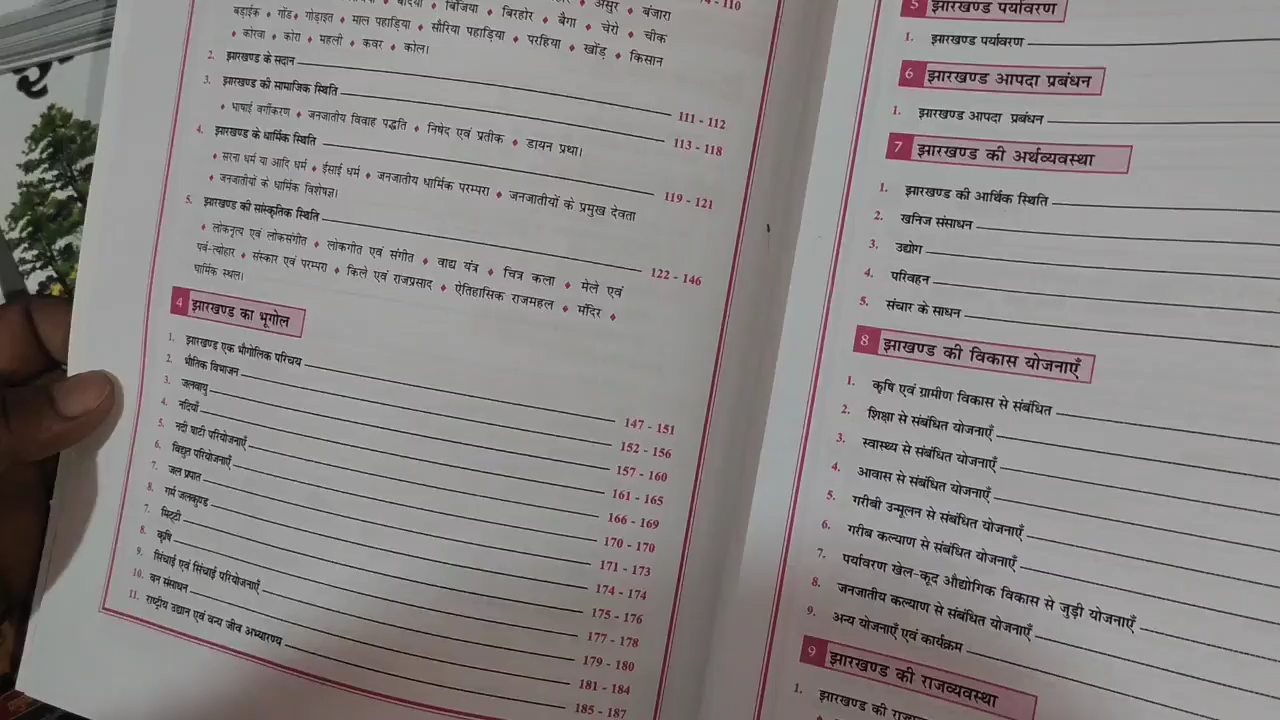 असुर ♦ बंजारा - 110
बड़ाईक ♦ गोंड ♦ गोड़ाइत ♦ माल पहाड़िया ♦ सौरिया पहाड़िया ♦ परहिया ♦ खोंड़ ♦ किसान
बिंजिया ♦ बिरहोर ♦ बैगा ♦ चेरो ♦ चीक
♦ कोरवा ♦ कोरा ♦ महली ♦ कवर ♦ कोल।
2. झारखण्ड के सदान 111 - 112
3. झारखण्ड की सामाजिक स्थिति 113 - 118
♦ भाषाई वर्गीकरण ♦ जनजातीय विवाह पद्धति ♦ निषेद एवं प्रतीक ♦ डायन प्रथा।
4. झारखण्ड के धार्मिक स्थिति 119 - 121
♦ सरना धर्म या आदि धर्म ♦ ईसाई धर्म ♦ जनजातीय धार्मिक परम्परा ♦ जनजातीयों के प्रमुख देवता
♦ जनजातीयों के धार्मिक विशेषज्ञ।
5. झारखण्ड की सांस्कृतिक स्थिति 122 - 146
♦ लोकनृत्य एवं लोकसंगीत ♦ लोकगीत एवं संगीत ♦ वाद्य यंत्र ♦ चित्र कला ♦ मेले एवं
पर्व-त्योहार ♦ संस्कार एवं परम्परा ♦ किले एवं राजप्रसाद ♦ ऐतिहासिक राजमहल ♦ मंदिर ♦
धार्मिक स्थल।
4 झारखण्ड का भूगोल
1. झारखण्ड एक भौगोलिक परिचय 147 - 151
2. भौतिक विभाजन 152 - 156
3. जलवायु 157 - 160
4. नदियाँ 161 - 165
5. नदी घाटी परियोजनाएँ 166 - 169
6. विद्युत परियोजनाएँ 170 - 170
7. जल प्रपात 171 - 173
8. गर्म जलकुण्ड 174 - 174
7. मिट्टी 175 - 176
8. कृषि 177 - 178
9. सिंचाई एवं सिंचाई परियोजनाएँ 179 - 180
10. वन संसाधन 181 - 184
11. राष्ट्रीय उद्यान एवं वन्य जीव अभ्यारण्य 185 - 187
5 झारखण्ड पर्यावरण
1. झारखण्ड पर्यावरण
6 झारखण्ड आपदा प्रबंधन
1. झारखण्ड आपदा प्रबंधन
7 झारखण्ड की अर्थव्यवस्था
1. झारखण्ड की आर्थिक स्थिति
2. खनिज संसाधन
3. उद्योग
4. परिवहन
5. संचार के साधन
8 झाखण्ड की विकास योजनाएँ
1. कृषि एवं ग्रामीण विकास से संबंधित
2. शिक्षा से संबंधित योजनाएँ
3. स्वास्थ्य से संबंधित योजनाएँ
4. आवास से संबंधित योजनाएँ
5. गरीबी उन्मूलन से संबंधित योजनाएँ
6. गरीब कल्याण से संबंधित योजनाएँ
7. पर्यावरण खेल-कूद औद्योगिक विकास से जुड़ी योजनाएँ
8. जनजातीय कल्याण से संबंधित योजनाएँ
9. अन्य योजनाएँ एवं कार्यक्रम
9 झारखण्ड की राजव्यवस्था
1. झारखण्ड की